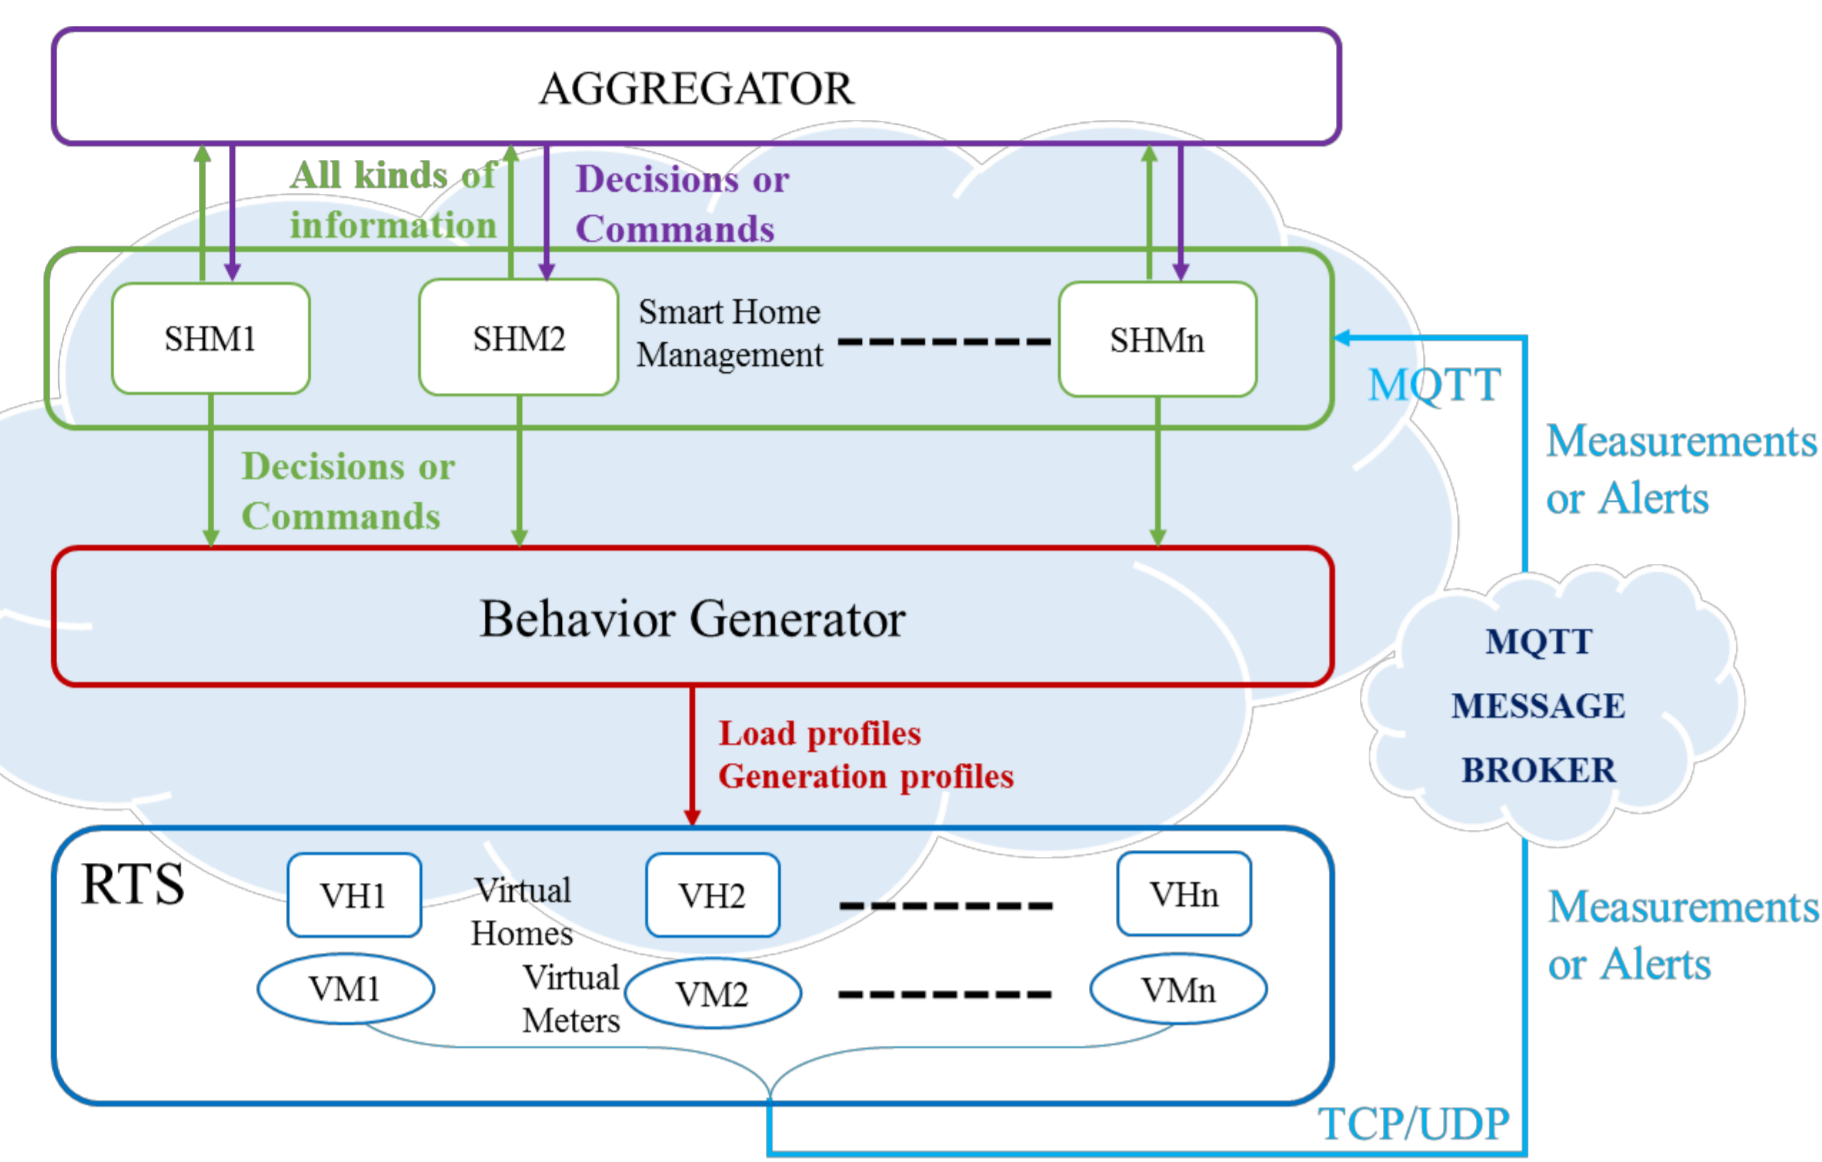 AGGREGATOR
All kinds of
information
Decisions or
Commands
SHM1
SHM2
Smart Home
Management
SHMn
MQTT
Measurements
or Alerts
Decisions or
Commands
Behavior Generator
MQTT
MESSAGE
BROKER
Load profiles
Generation profiles
RTS
VH1
Virtual
Homes
VH2
VHn
VM1
Virtual
Meters
VM2
VMn
Measurements
or Alerts
TCP/UDP